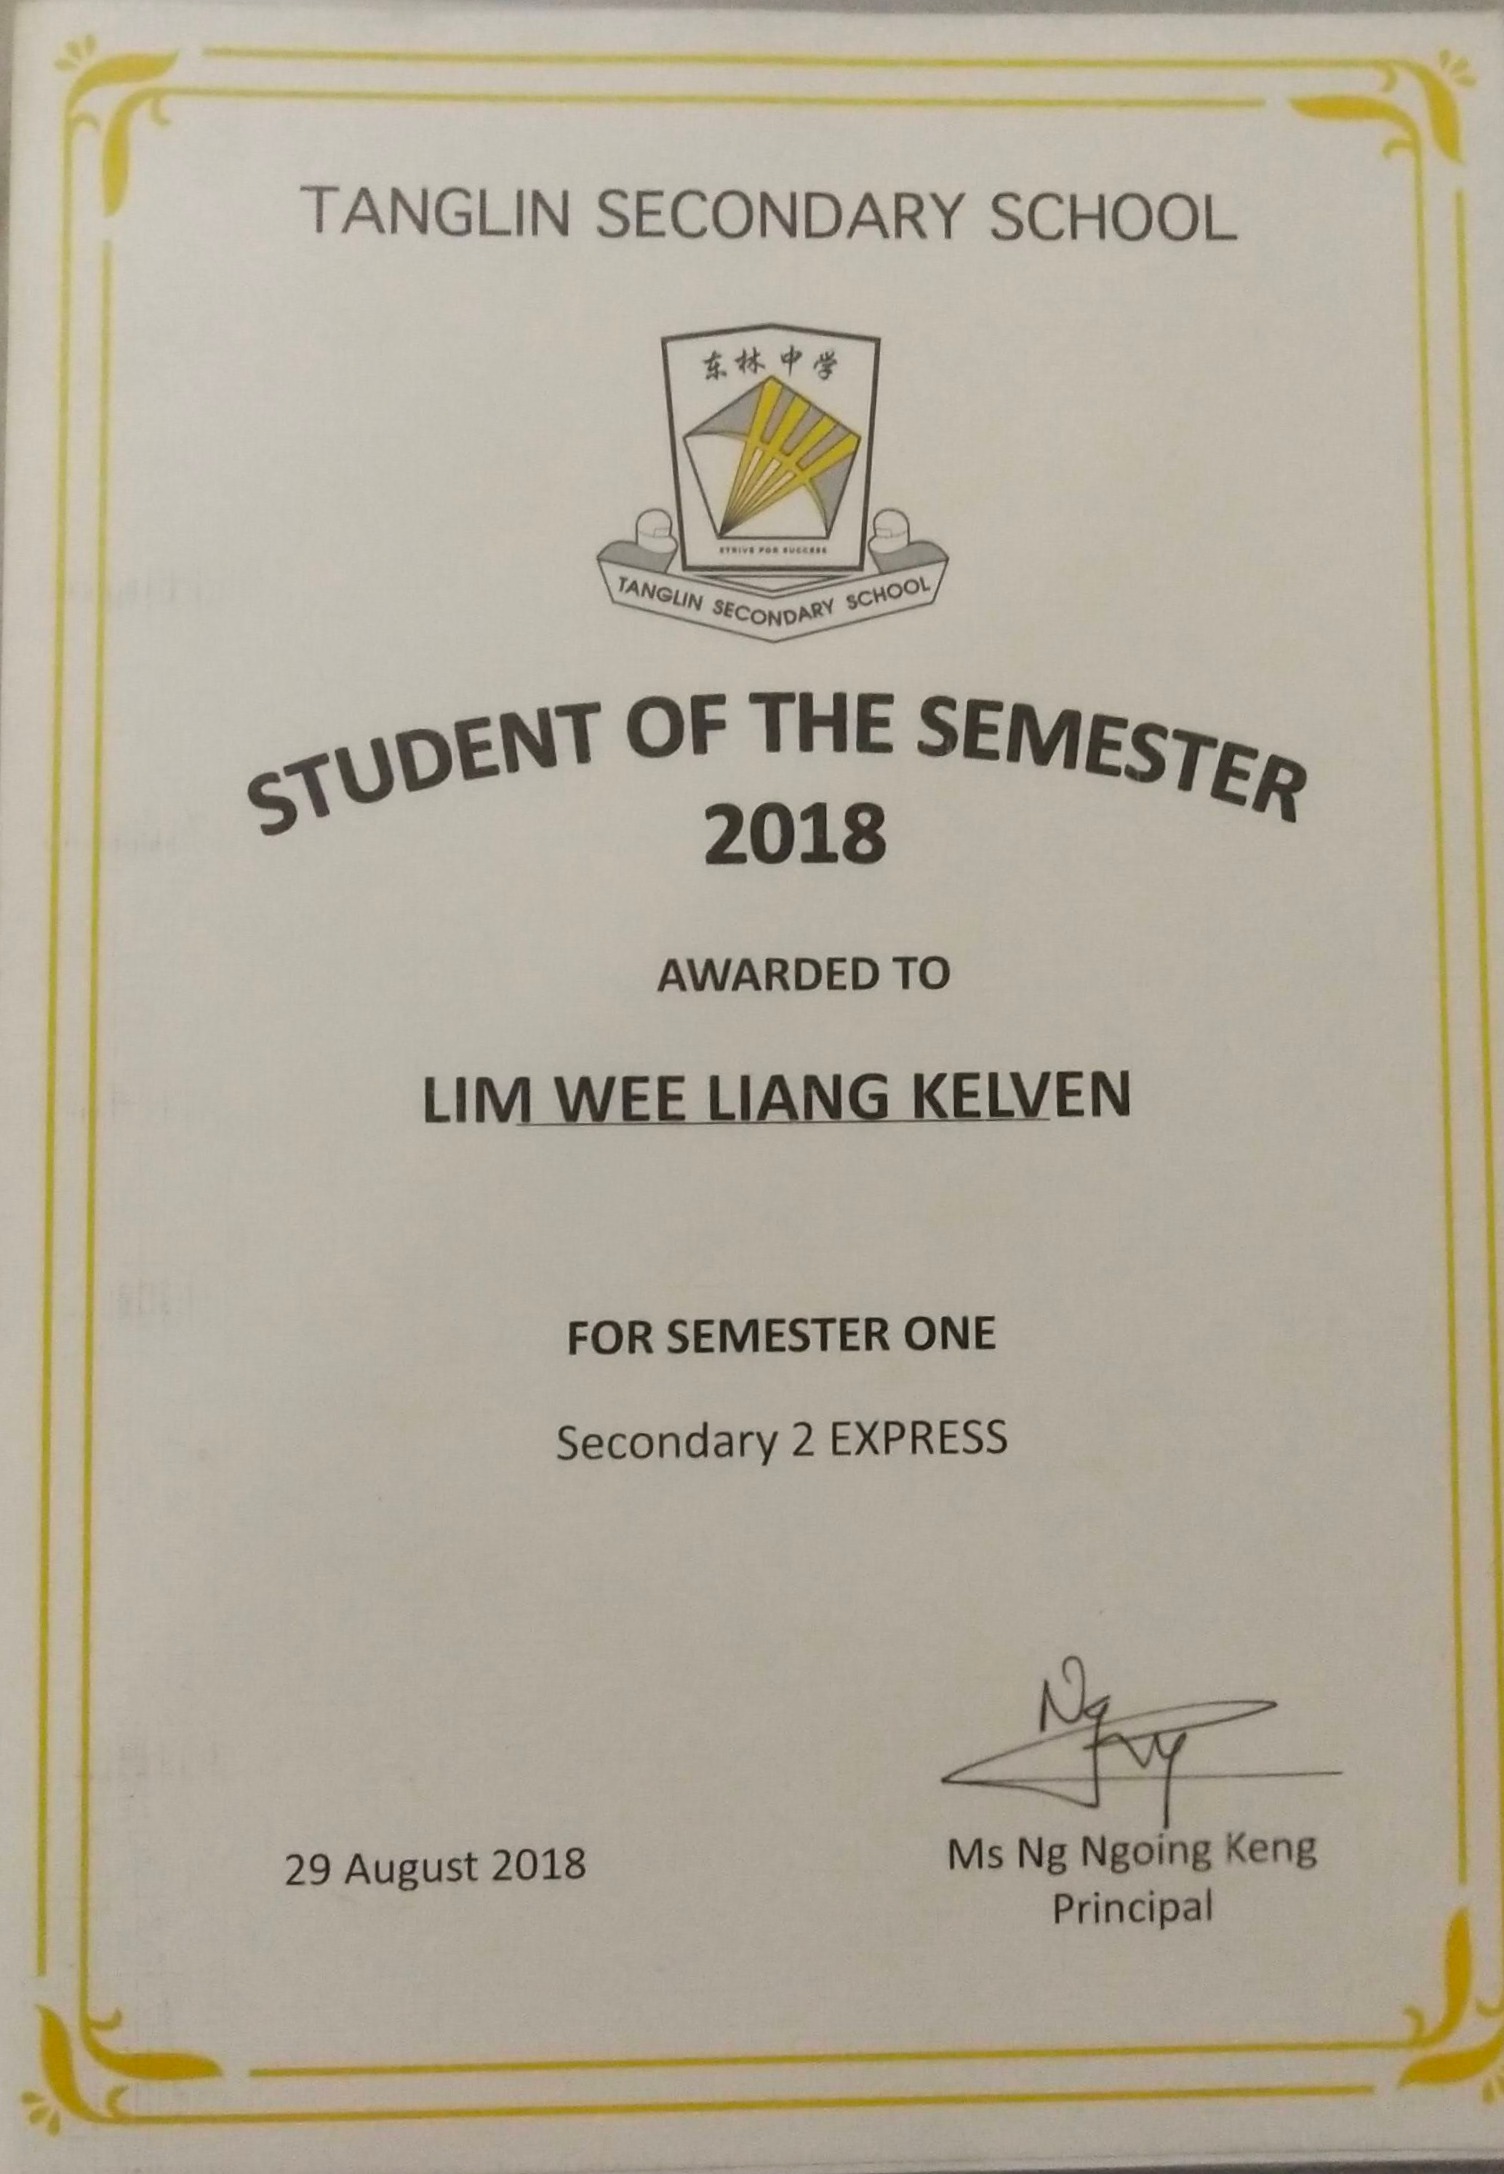 TANGLIN SECONDARY SCHOOL
东林中学
STRIVE FOR SUCCESS
TANGLIN SECONDARY SCHOOL
STUDENT OF THE SEMESTER
2018
AWARDED TO
LIM WEE LIANG KELVEN
FOR SEMESTER ONE
Secondary 2 EXPRESS
29 August 2018
Ms Ng Ngoing Keng
Principal